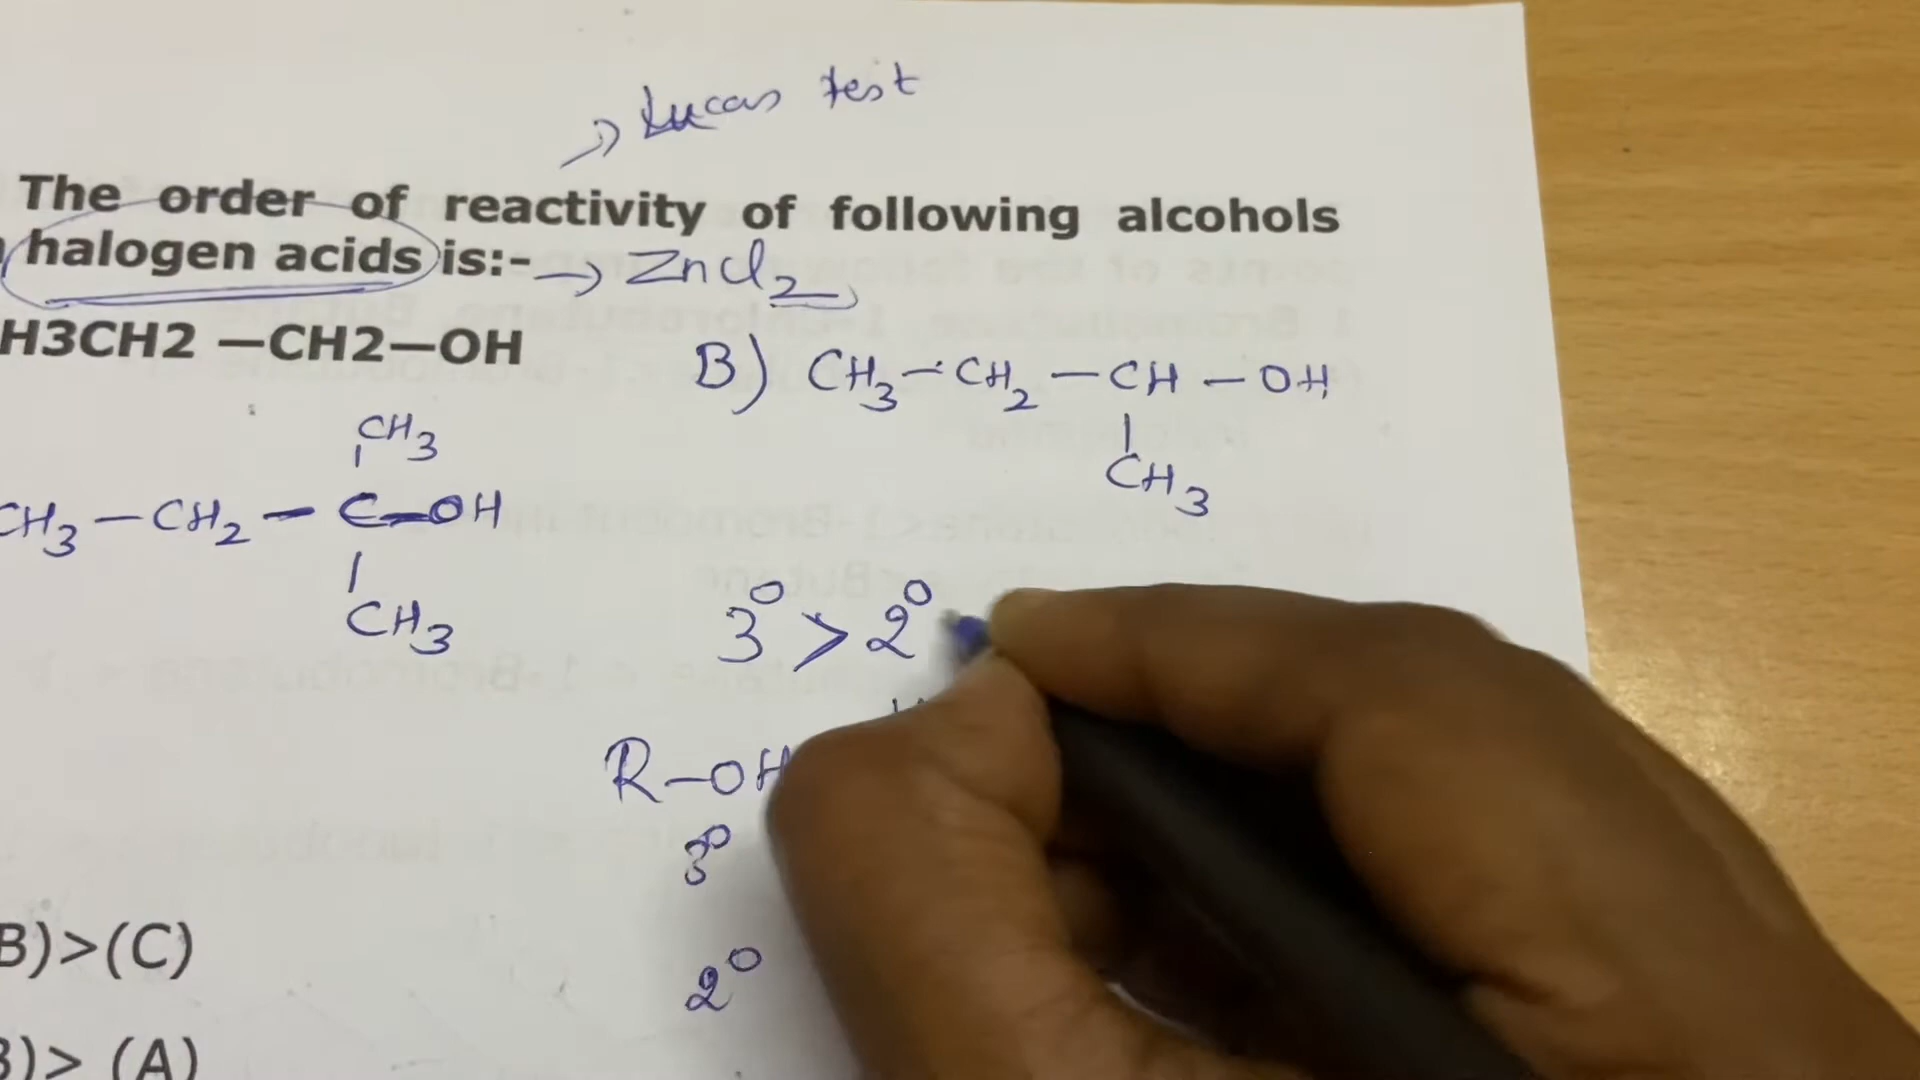 Lucas test
The order of reactivity of following alcohols
halogen acids is:- → ZnCl2
H3CH2 —CH2—OH
B) CH3 - CH2 - CH - OH
CH3
CH3
CH3 - CH2 - C - OH
CH3
3° > 2°
R-OH
3°
B)>(C)
2°
B)> (A)